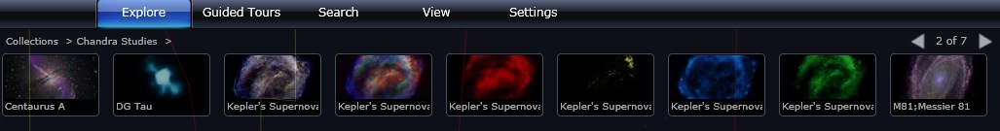 Explore Guided Tours Search View Settings
Collections > Chandra Studies > 2 of 7
Centaurus A DG Tau Kepler's Supernova Kepler's Supernova Kepler's Supernova Kepler's Supernova Kepler's Supernova Kepler's Supernova M81;Messier 81